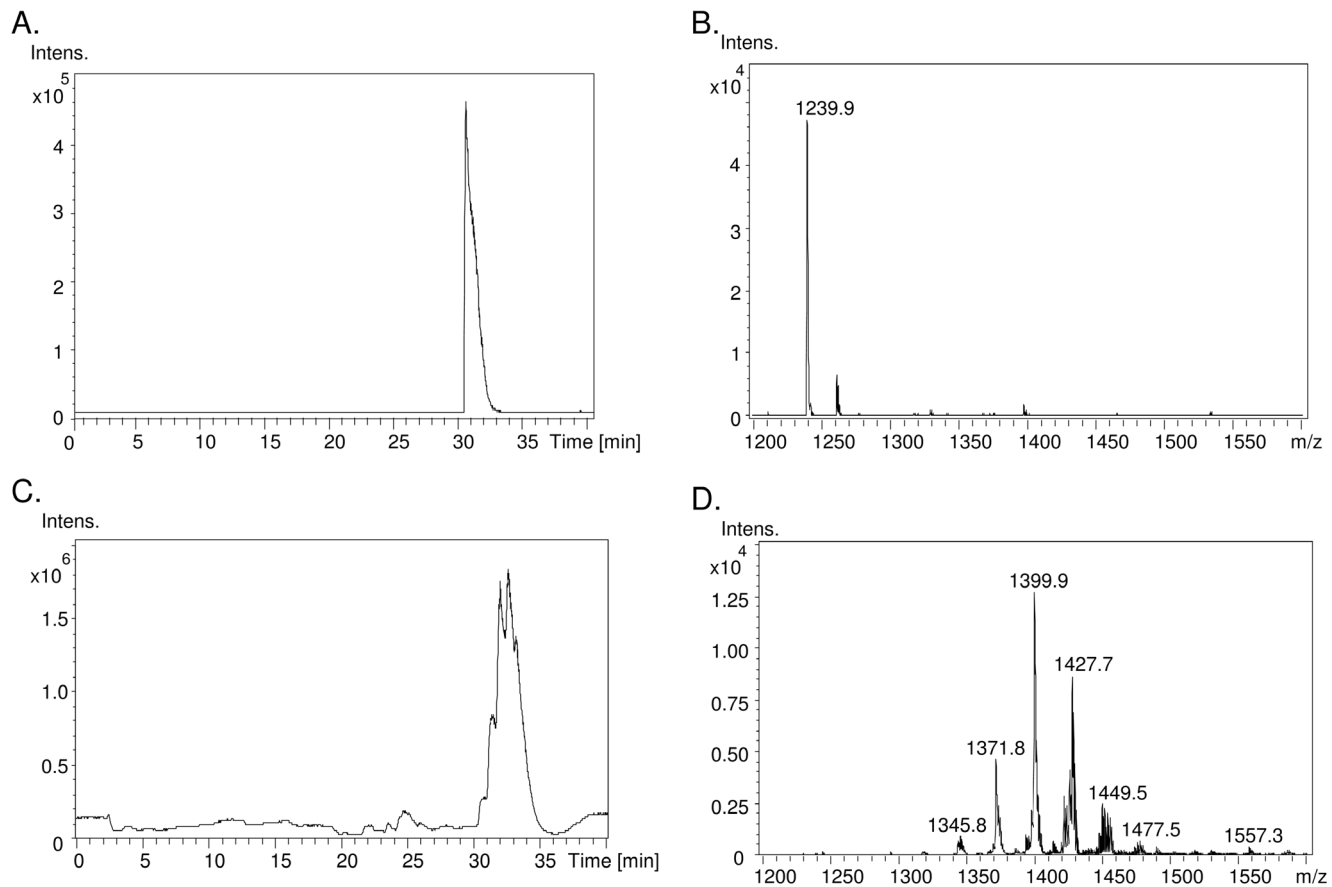 A.
Intens.
x10 5
4
3
2
1
0
0 5 10 15 20 25 30 35 Time [min]
B.
Intens.
x10 4
1239.9
4
3
2
1
0
1200 1250 1300 1350 1400 1450 1500 1550 m/z
C.
Intens.
x10 6
1.5
1.0
0.5
0
0 5 10 15 20 25 30 35 Time [min]
D.
Intens.
x10 4
1399.9
1.25
1.00
1427.7
0.75
1371.8
0.50
1449.5
0.25
1345.8
1477.5
1557.3
0
1200 1250 1300 1350 1400 1450 1500 1550 m/z